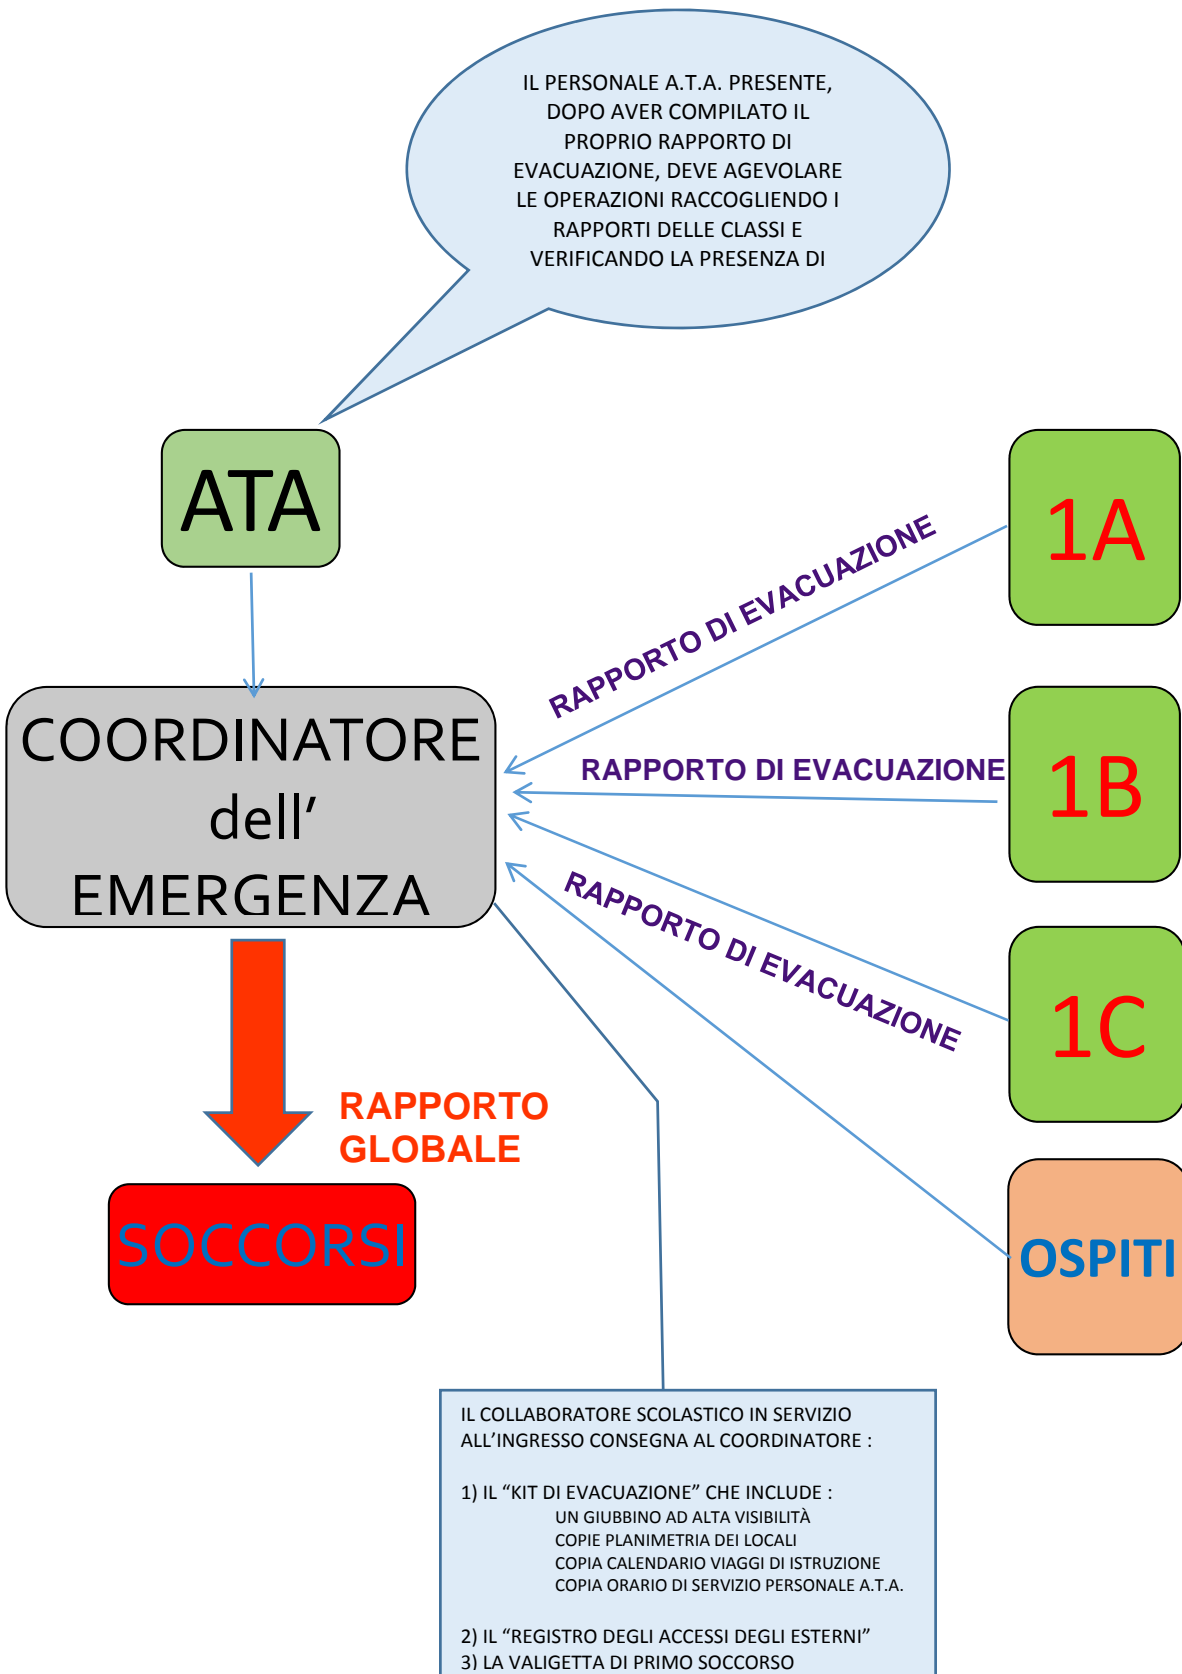 IL PERSONALE A.T.A. PRESENTE,
DOPO AVER COMPILATO IL
PROPRIO RAPPORTO DI
EVACUAZIONE, DEVE AGEVOLARE
LE OPERAZIONI RACCOGLIENDO I
RAPPORTI DELLE CLASSI E
VERIFICANDO LA PRESENZA DI
ATA
1A
RAPPORTO DI EVACUAZIONE
COORDINATORE
dell’
EMERGENZA
RAPPORTO DI EVACUAZIONE
1B
RAPPORTO DI EVACUAZIONE
1C
RAPPORTO
GLOBALE
SOCCORSI
OSPITI
IL COLLABORATORE SCOLASTICO IN SERVIZIO
ALL’INGRESSO CONSEGNA AL COORDINATORE :
1) IL “KIT DI EVACUAZIONE” CHE INCLUDE :
UN GIUBBINO AD ALTA VISIBILITÀ
COPIE PLANIMETRIA DEI LOCALI
COPIA CALENDARIO VIAGGI DI ISTRUZIONE
COPIA ORARIO DI SERVIZIO PERSONALE A.T.A.
2) IL “REGISTRO DEGLI ACCESSI DEGLI ESTERNI”
3) LA VALIGETTA DI PRIMO SOCCORSO